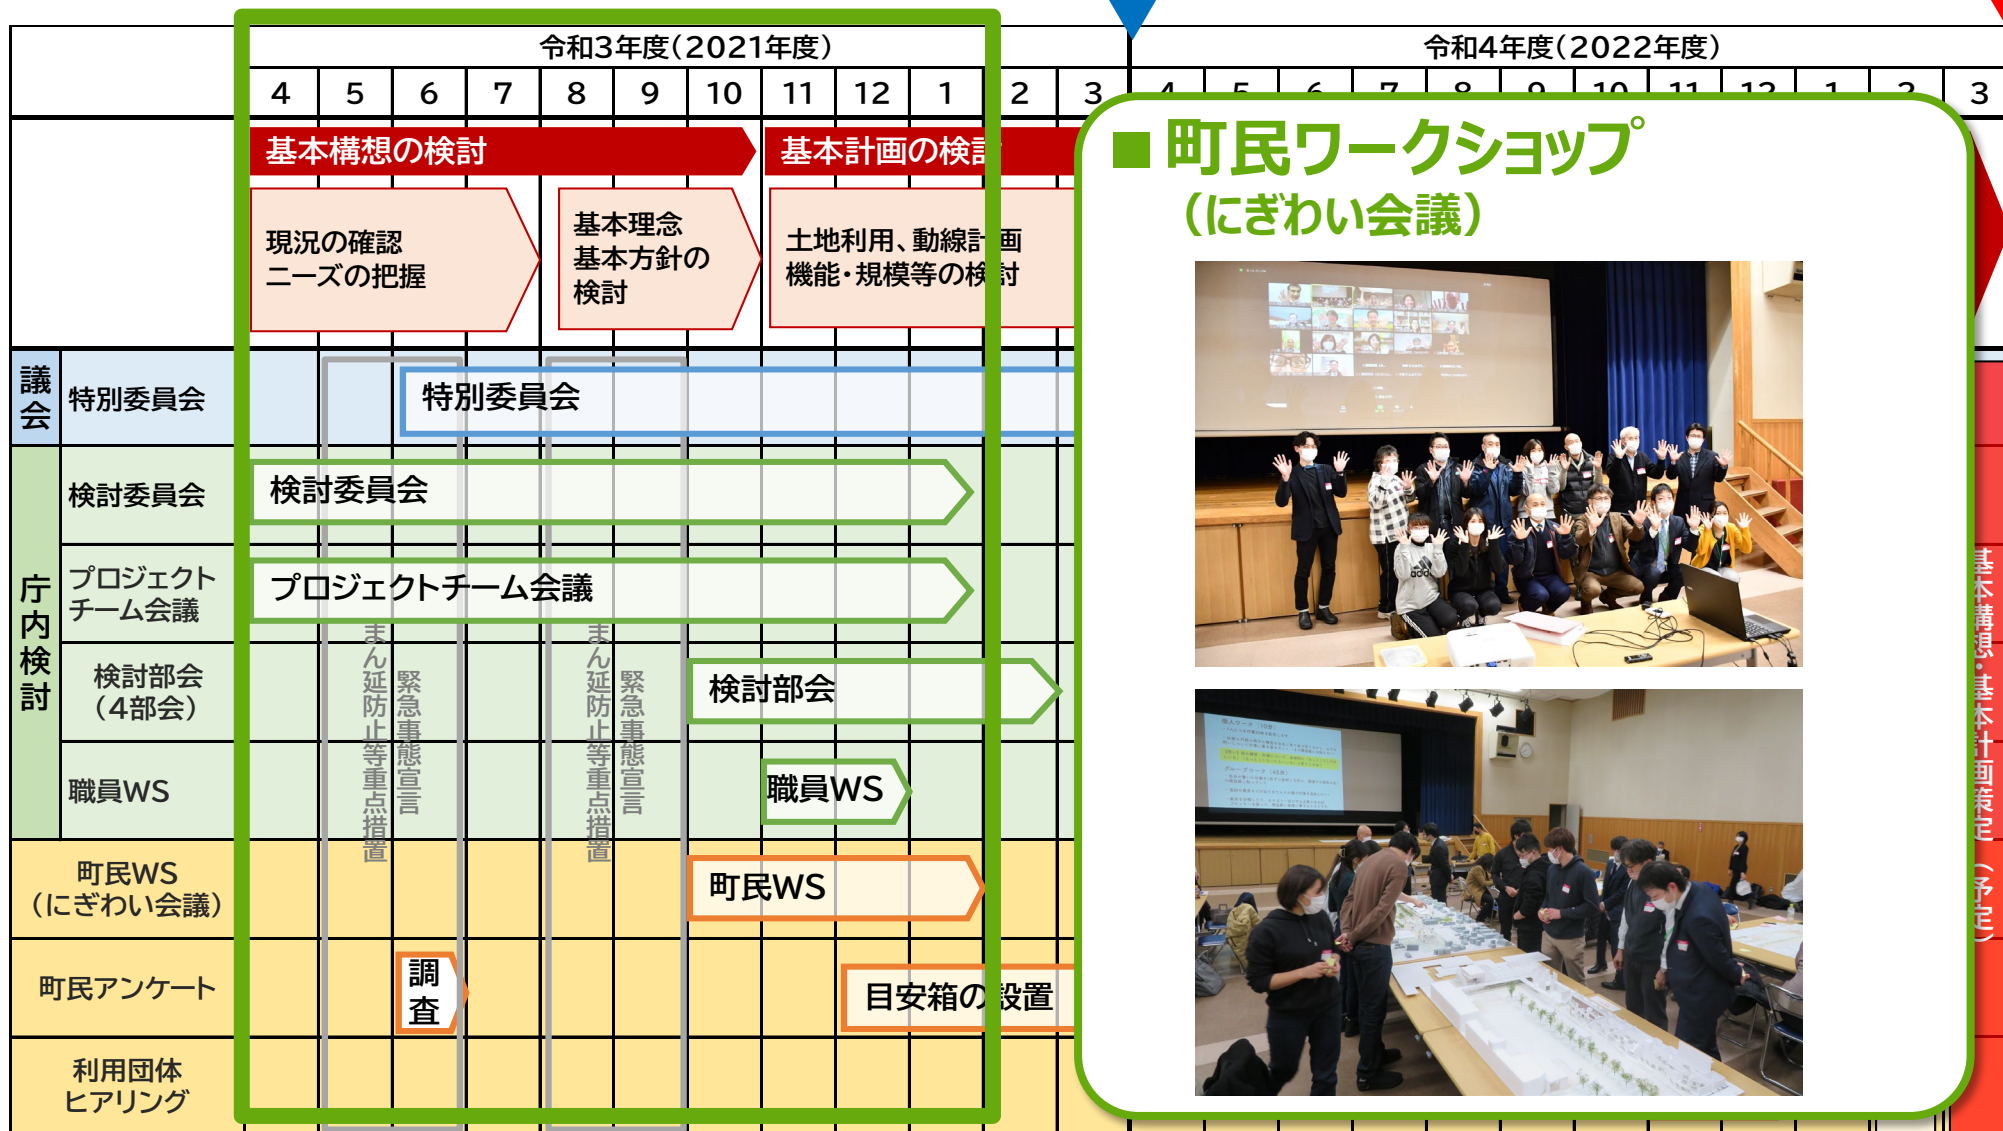 令和3年度（2021年度）
令和4年度（2022年度）
4 5 6 7 8 9 10 11 12 1 2 3 4 5 6 7 8 9 10 11 12 1 2 3
基本構想の検討
基本計画の検討
現況の確認
ニーズの把握
基本理念
基本方針の
検討
土地利用、動線計画
機能・規模等の検討
議会
特別委員会
特別委員会
庁内検討
検討委員会
検討委員会
プロジェクト
チーム会議
プロジェクトチーム会議
検討部会
（4部会）
検討部会
職員WS
職員WS
町民WS
（にぎわい会議）
町民WS
町民アンケート
調査
目安箱の設置
利用団体
ヒアリング
まん延防止等重点措置
緊急事態宣言
まん延防止等重点措置
緊急事態宣言
■町民ワークショップ
（にぎわい会議）
基本構想・基本計画策定（予定）